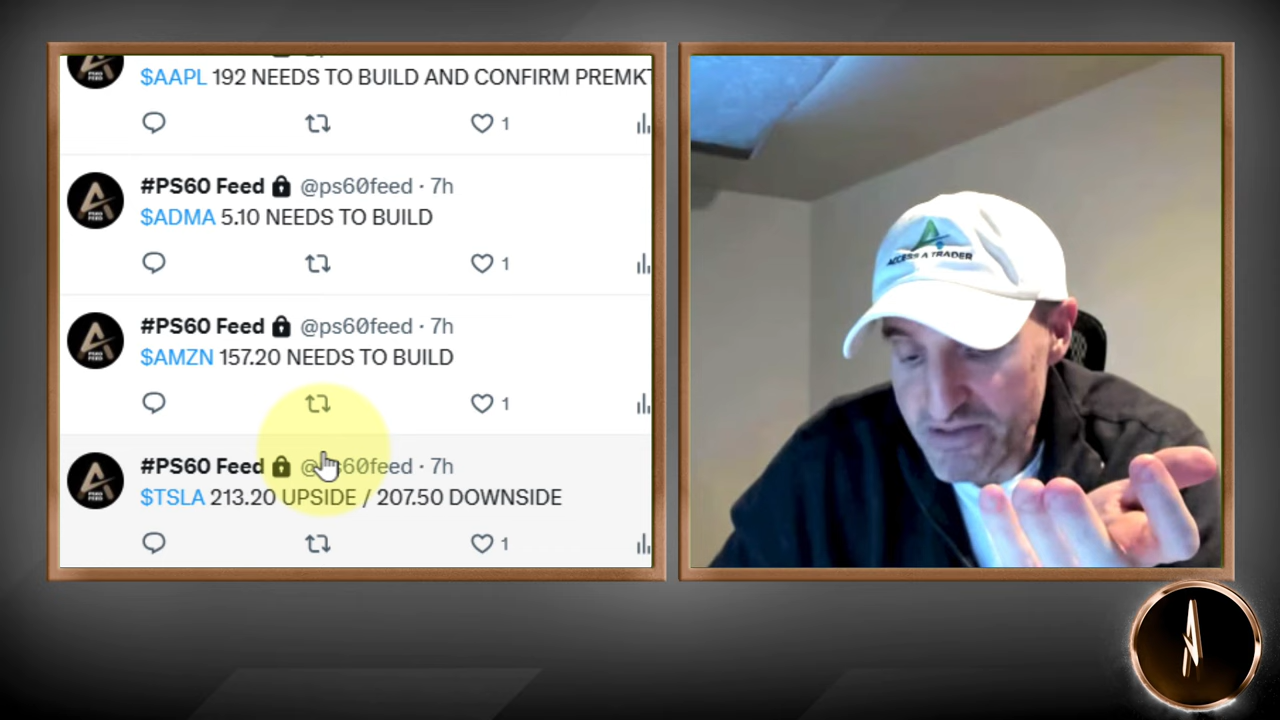 $AAPL 192 NEEDS TO BUILD AND CONFIRM PREMKT
1
#PS60 Feed @ps60feed · 7h
$ADMA 5.10 NEEDS TO BUILD
1
#PS60 Feed @ps60feed · 7h
$AMZN 157.20 NEEDS TO BUILD
1
#PS60 Feed @ps60feed · 7h
$TSLA 213.20 UPSIDE / 207.50 DOWNSIDE
1
ACCESS A TRADER